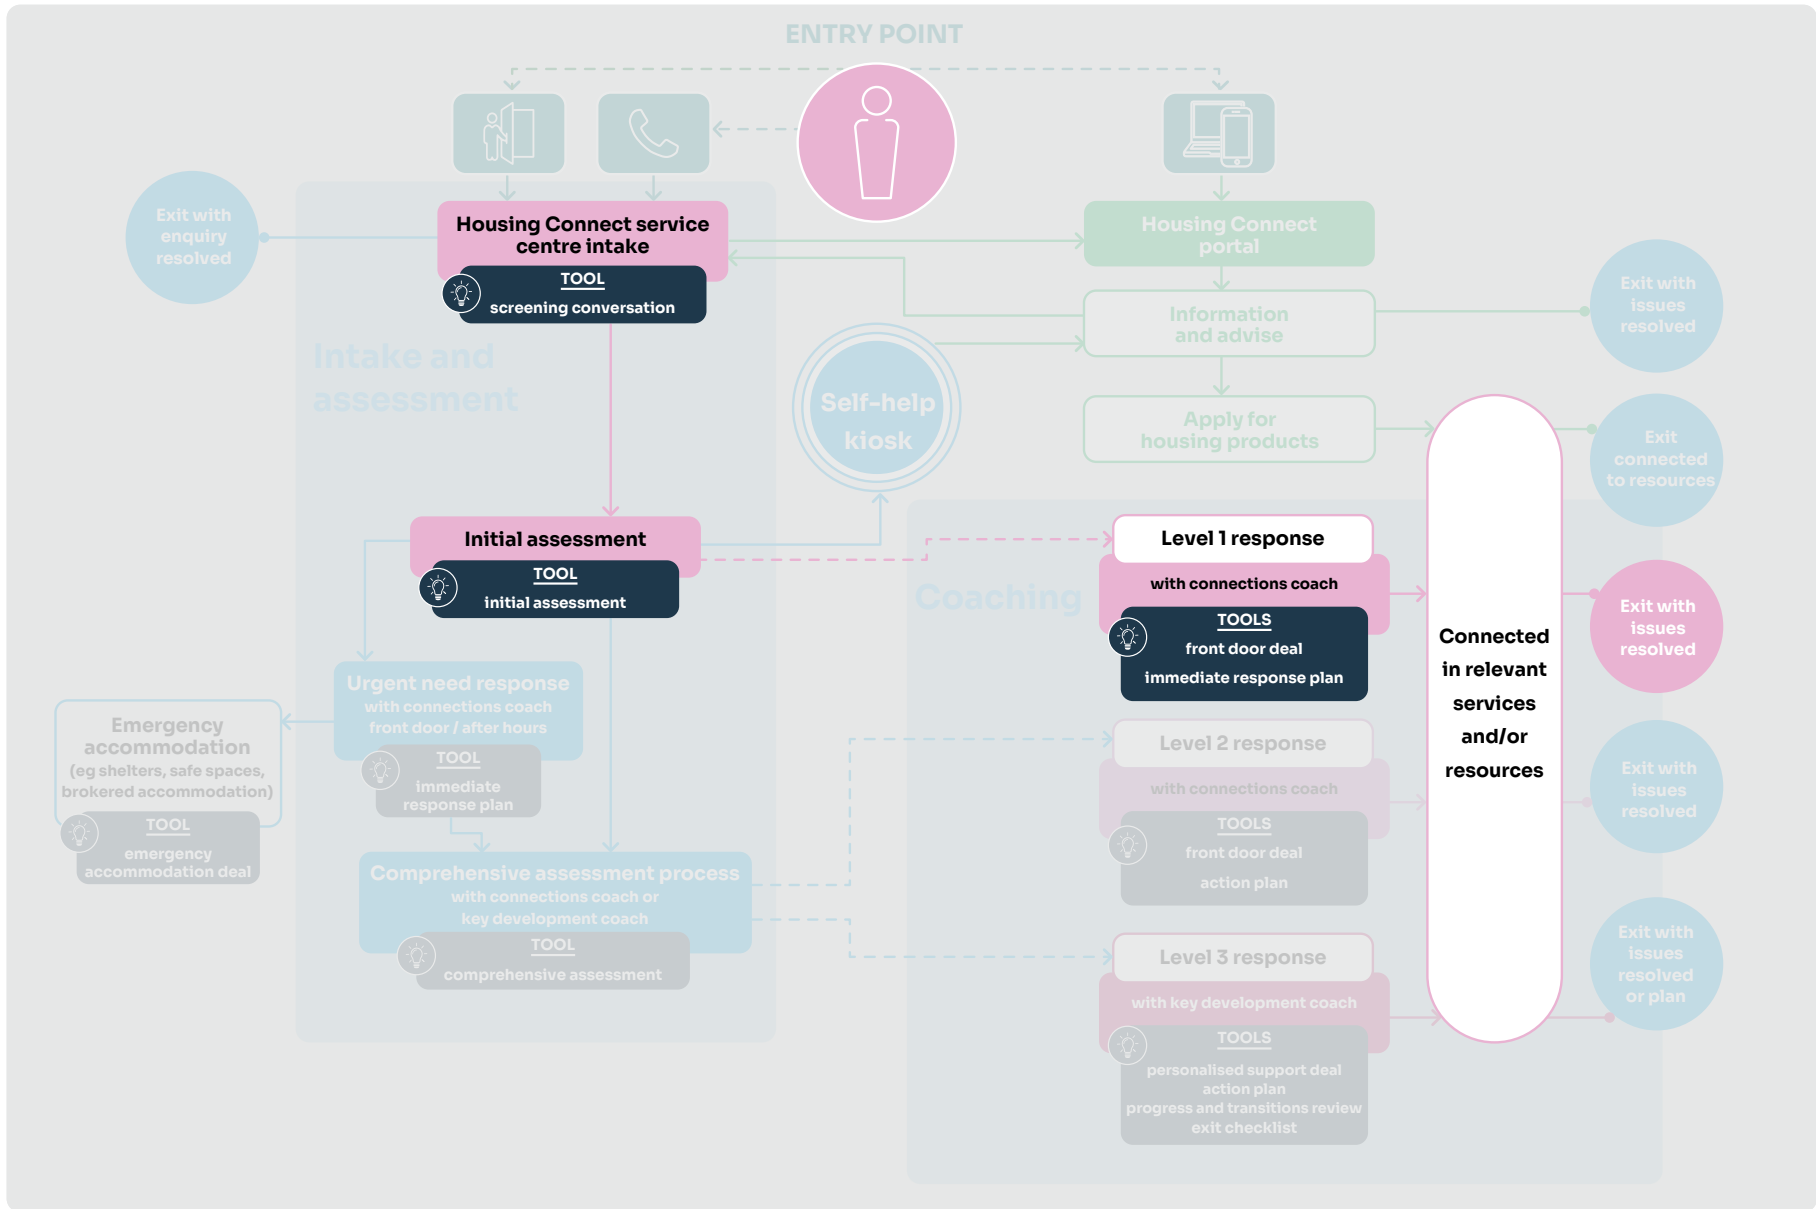 ENTRY POINT
Exit with
enquiry
resolved
Housing Connect service
centre intake
TOOL
screening conversation
Housing Connect
portal
Information
and advise
Exit with
issues
resolved
Intake and
assessment
Self-help
kiosk
Apply for
housing products
Exit
connected
to resources
Initial assessment
TOOL
initial assessment
Coaching
Level 1 response
with connections coach
TOOLS
front door deal
immediate response plan
Connected
in relevant
services
and/or
resources
Exit with
issues
resolved
Urgent need response
with connections coach
front door / after hours
TOOL
immediate
response plan
Emergency
accommodation
(eg shelters, safe spaces,
brokered accommodation)
TOOL
emergency
accommodation deal
Level 2 response
with connections coach
TOOLS
front door deal
action plan
Exit with
issues
resolved
Comprehensive assessment process
with connections coach or
key development coach
TOOL
comprehensive assessment
Level 3 response
with key development coach
TOOLS
personalised support deal
action plan
progress and transitions review
exit checklist
Exit with
issues
resolved
or plan